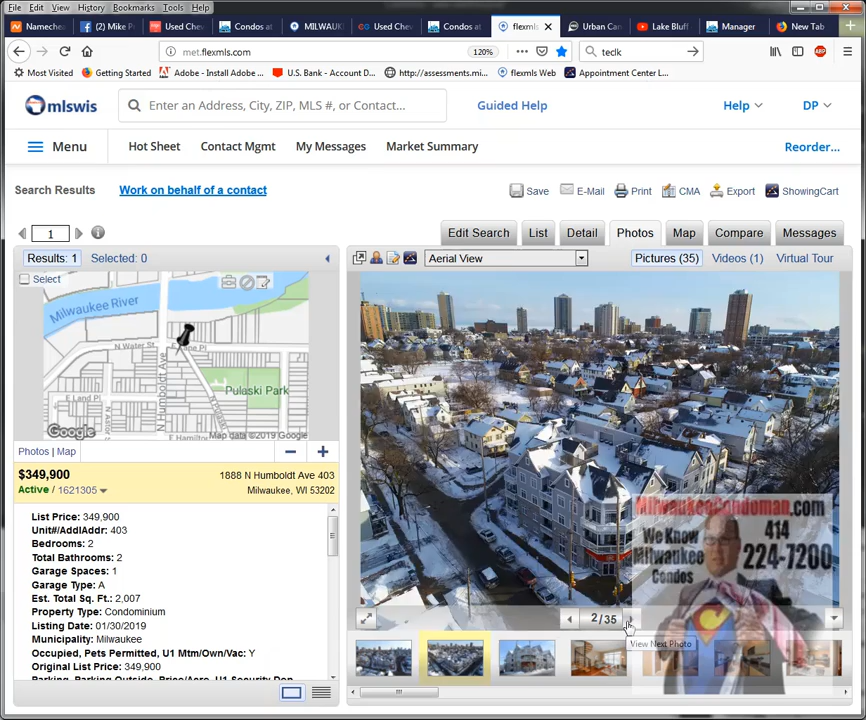 File Edit View History Bookmarks Tools Help
Namechea
(2) Mike P
Used Chev
Condos at
MILWAUK
Used Chev
Condos at
flexmls
Urban Can
Lake Bluff
Manager
New Tab
met.flexmls.com
120%
teclk
Most Visited
Getting Started
Adobe - Install Adobe ...
U.S. Bank - Account D...
http://assessments.mi...
flexmls Web
Appointment Center L...
mlswis
Enter an Address, City, ZIP, MLS #, or Contact...
Guided Help
Help
DP
Menu
Hot Sheet
Contact Mgmt
My Messages
Market Summary
Reorder...
Search Results
Work on behalf of a contact
Save
E-Mail
Print
CMA
Export
ShowingCart
1
Edit Search
List
Detail
Photos
Map
Compare
Messages
Results: 1
Selected: 0
Aerial View
Pictures (35)
Videos (1)
Virtual Tour
Select
Milwaukee River
N Water St
N Humboldt Ave
Pulaski Park
E Land Pl
E Hamilton
Google
Map data ©2019 Google
Photos | Map
$349,900
1888 N Humboldt Ave 403
Active / 1621305
Milwaukee, WI 53202
List Price: 349,900
Unit#/AddlAddr: 403
Bedrooms: 2
Total Bathrooms: 2
Garage Spaces: 1
Garage Type: A
Est. Total Sq. Ft.: 2,007
Property Type: Condominium
Listing Date: 01/30/2019
Municipality: Milwaukee
Occupied, Pets Permitted, U1 Mtm/Own/Vac: Y
Original List Price: 349,900
MilwaukeeCondoman.com
We Know
Milwaukee
Condos
414
224-7200
2/35
View Next Photo